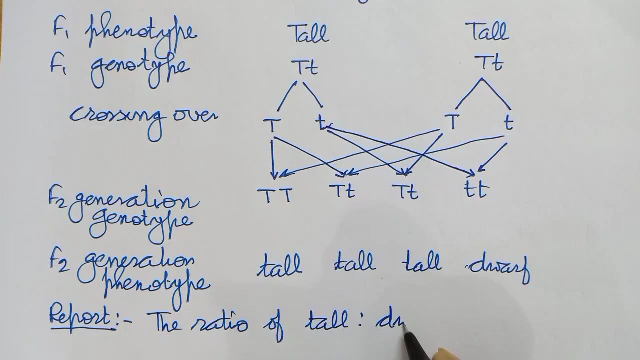 F1 phenotype Tall Tall
F1 genotype Tt Tt
crossing over T t T t
F2 generation genotype TT Tt Tt tt
F2 generation phenotype tall tall tall dwarf
Report:- The ratio of tall : dw